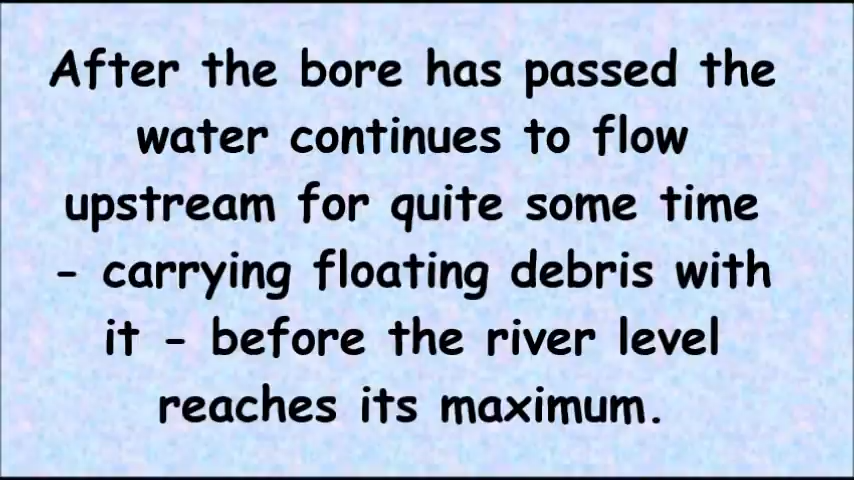 After the bore has passed the
water continues to flow
upstream for quite some time
- carrying floating debris with
it - before the river level
reaches its maximum.